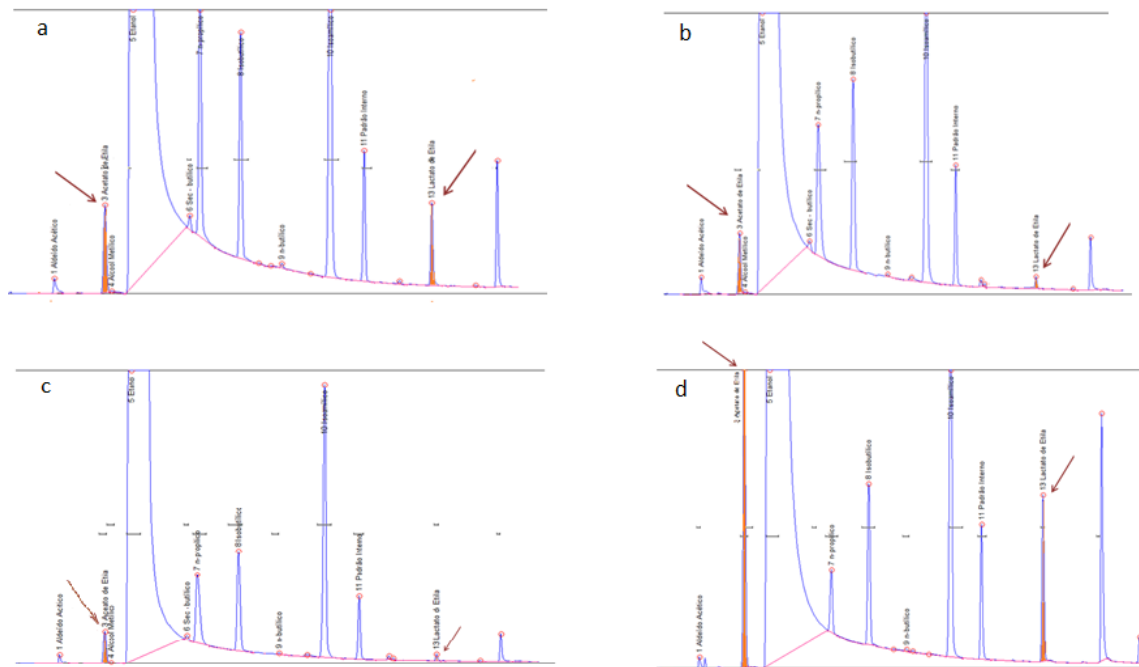 a
1 Aldeído Acético
3 Acetato de Etila
4 Álcool Metílico
5 Etanol
6 Sec - butílico
7 n-propílico
8 Isobutílico
9 n-butílico
10 Isoamílico
11 Padrão Interno
13 Lactato de Etila
b
1 Aldeído Acético
3 Acetato de Etila
4 Álcool Metílico
5 Etanol
6 Sec - butílico
7 n-propílico
8 Isobutílico
9 n-butílico
10 Isoamílico
11 Padrão Interno
13 Lactato de Etila
c
1 Aldeído Acético
3 Acetato de Etila
4 Álcool Metílico
5 Etanol
6 Sec - butílico
7 n-propílico
8 Isobutílico
9 n-butílico
10 Isoamílico
11 Padrão Interno
13 Lactato di Etila
d
1 Aldeído Acético
Acetato de Etila
5 Etanol
7 n-propílico
8 Isobutílico
9 n-butílico
10 Isoamílico
11 Padrão Interno
13 Lactato de Etila